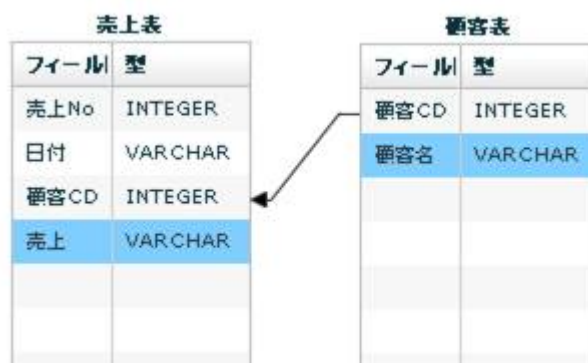 売上表
フィールド 型
売上No INTEGER
日付 VARCHAR
顧客CD INTEGER
売上 VARCHAR
顧客表
フィールド 型
顧客CD INTEGER
顧客名 VARCHAR